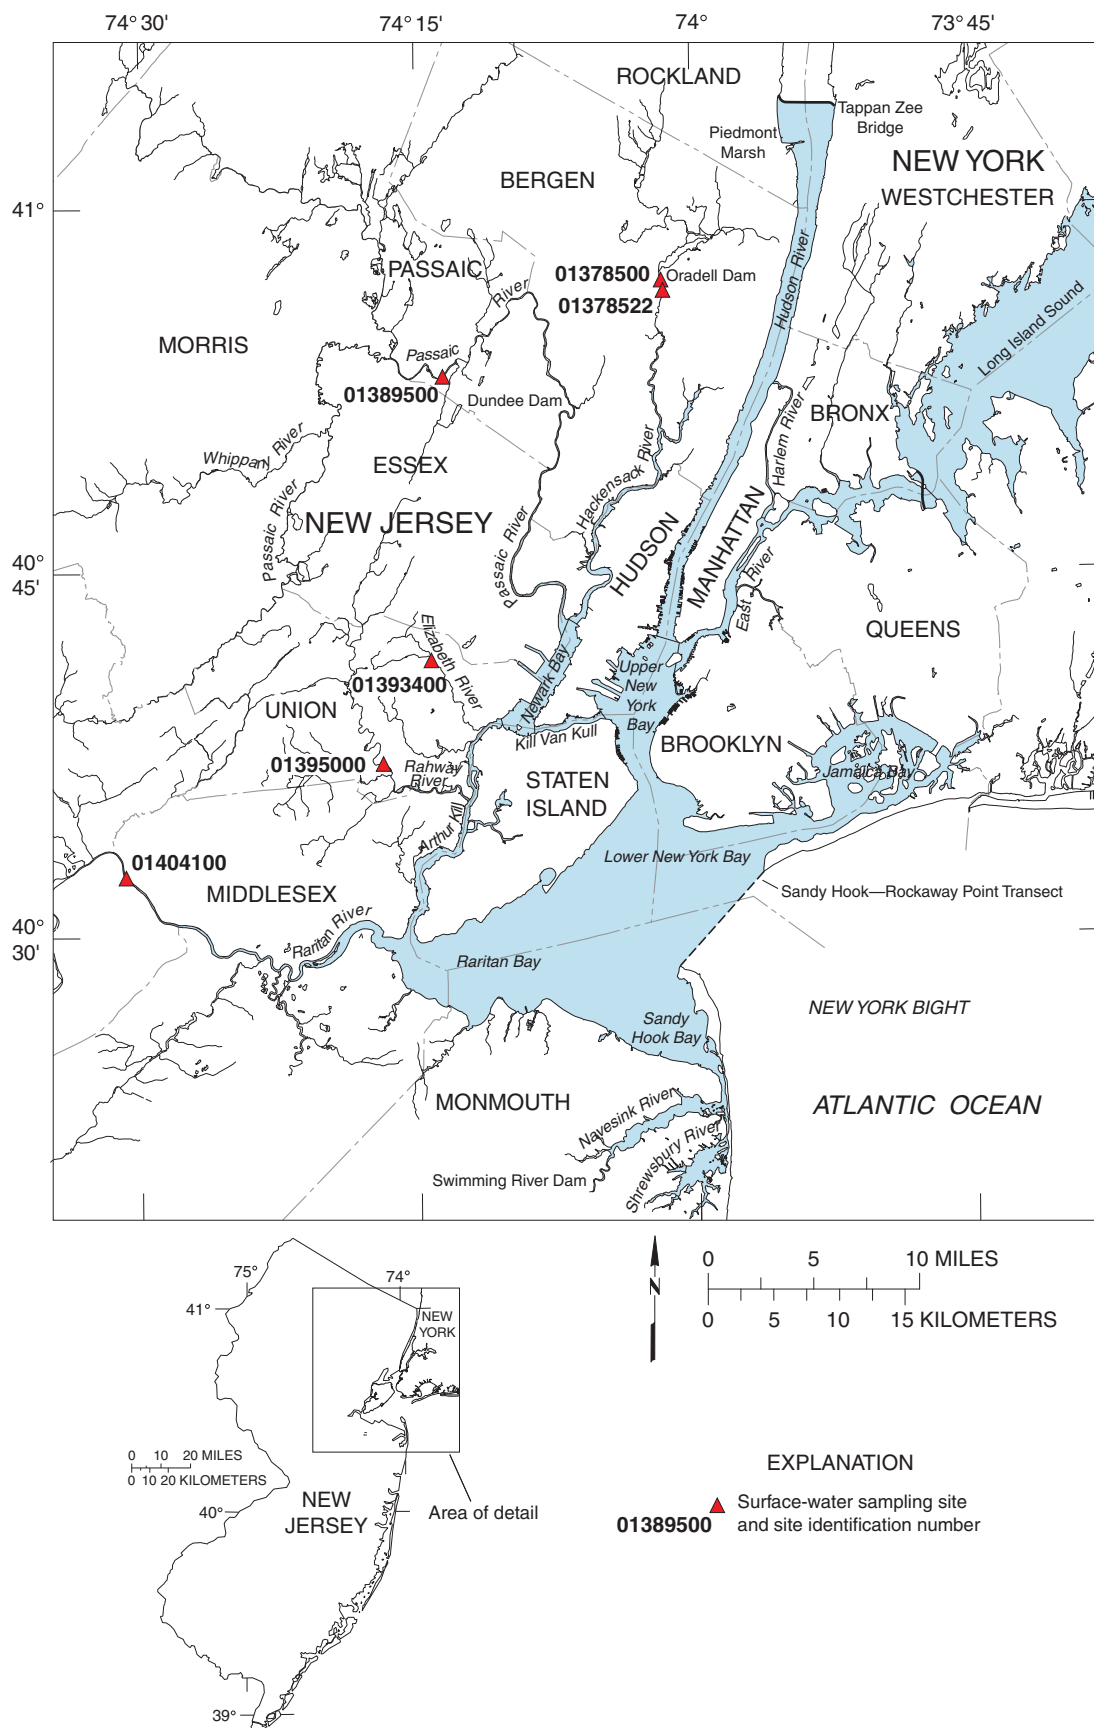 74° 30'
74° 15'
74°
73° 45'
ROCKLAND
Tappan Zee
Bridge
Piedmont
Marsh
NEW YORK
WESTCHESTER
BERGEN
41°
Hudson River
PASSAIC
01378500
Oradell Dam
01378522
River
Long Island Sound
MORRIS
Passaic
01389500
Dundee Dam
BRONX
Harlem River
Whippany River
ESSEX
Hackensack River
Passaic River
NEW JERSEY
Passaic River
HUDSON
MANHATTAN
East River
40°
45'
QUEENS
Elizabeth River
01393400
Newark Bay
Upper
New
York
Bay
UNION
Kill Van Kull
BROOKLYN
01395000
Rahway
River
STATEN
ISLAND
Jamaica Bay
Arthur Kill
Lower New York Bay
01404100
MIDDLESEX
Sandy Hook—Rockaway Point Transect
Raritan River
40°
30'
Raritan Bay
NEW YORK BIGHT
Sandy
Hook Bay
MONMOUTH
ATLANTIC OCEAN
Navesink River
Shrewsbury River
Swimming River Dam
0 5 10 MILES
0 5 10 15 KILOMETERS
N
75°
74°
41°
NEW
YORK
0 10 20 MILES
0 10 20 KILOMETERS
NEW
JERSEY
40°
Area of detail
39°
EXPLANATION
Surface-water sampling site
and site identification number
01389500